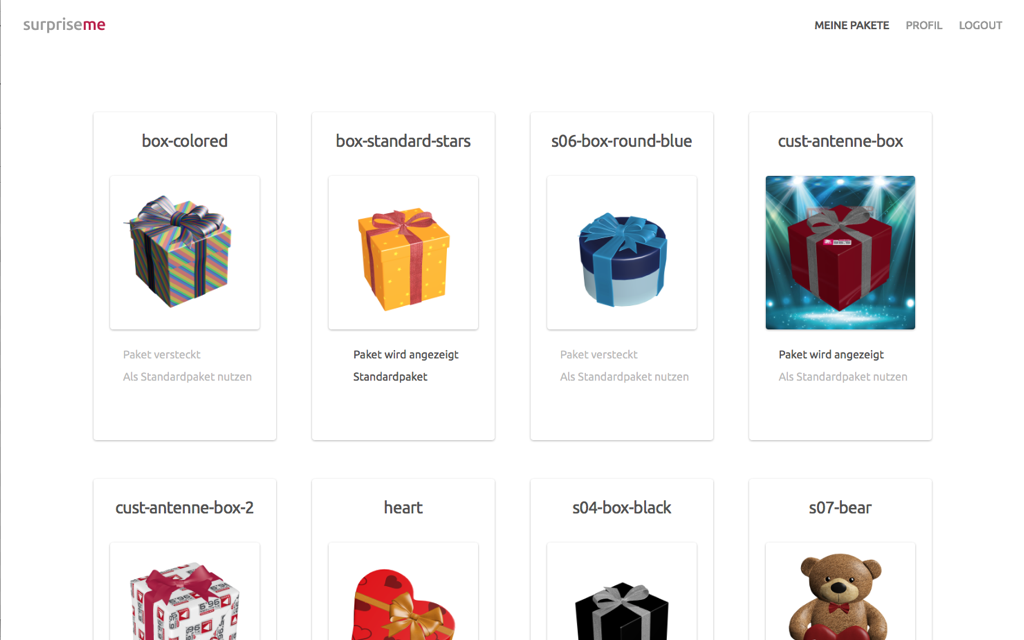 surpriseme
MEINE PAKETE PROFIL LOGOUT
box-colored
box-standard-stars
s06-box-round-blue
cust-antenne-box
Paket versteckt
Als Standardpaket nutzen
Paket wird angezeigt
Standardpaket
Paket versteckt
Als Standardpaket nutzen
Paket wird angezeigt
Als Standardpaket nutzen
cust-antenne-box-2
heart
s04-box-black
s07-bear